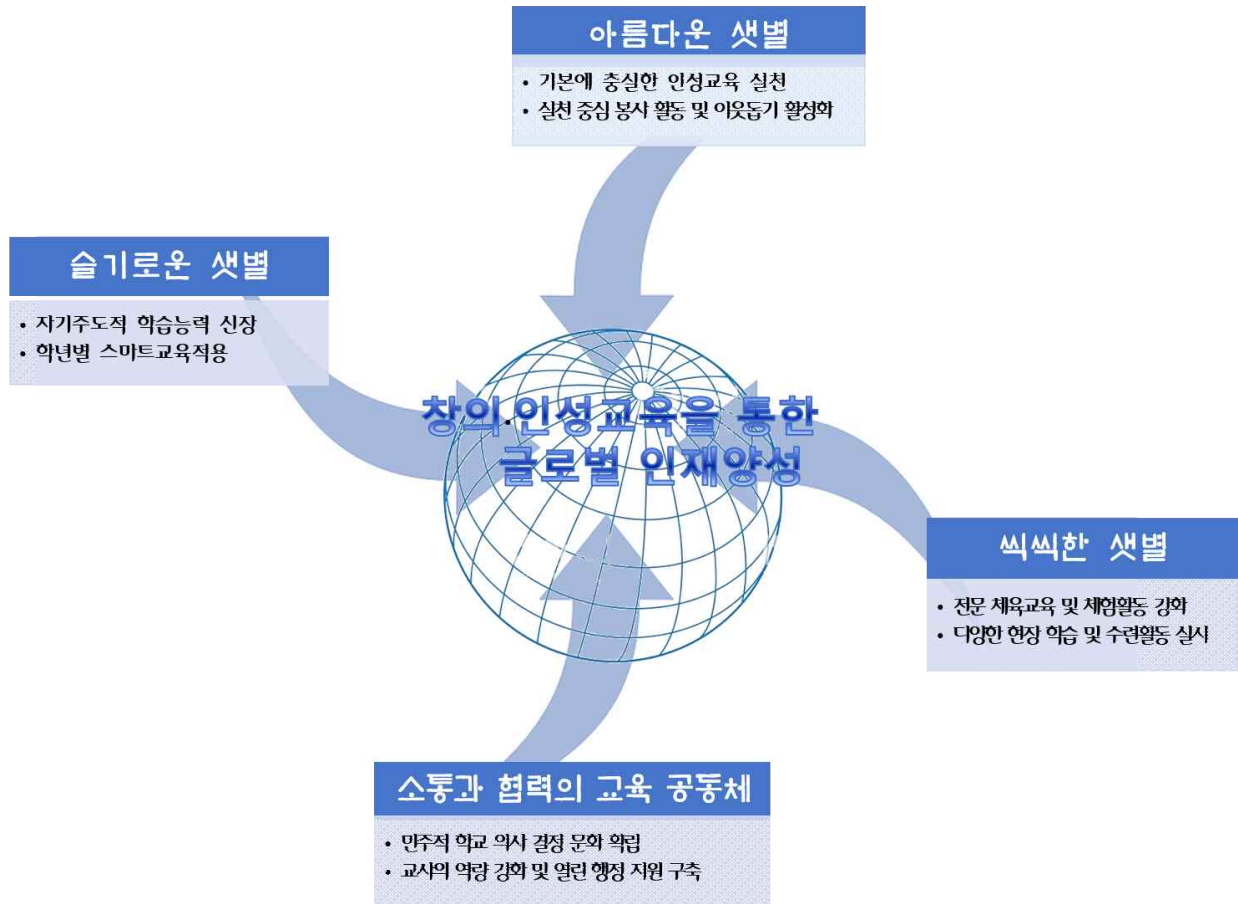 아름다운 샛별
• 기본에 충실한 인성교육 실천
• 실천 중심 봉사 활동 및 이웃돕기 활성화
슬기로운 샛별
• 자기주도적 학습능력 신장
• 학년별 스마트교육적용
창의.인성교육을 통한
글로벌 인재양성
씩씩한 샛별
• 전문 체육교육 및 체험활동 강화
• 다양한 현장 학습 및 수련활동 실시
소통과 협력의 교육 공동체
• 민주적 학교 의사 결정 문화 확립
• 교사의 역량 강화 및 열린 행정 지원 구축